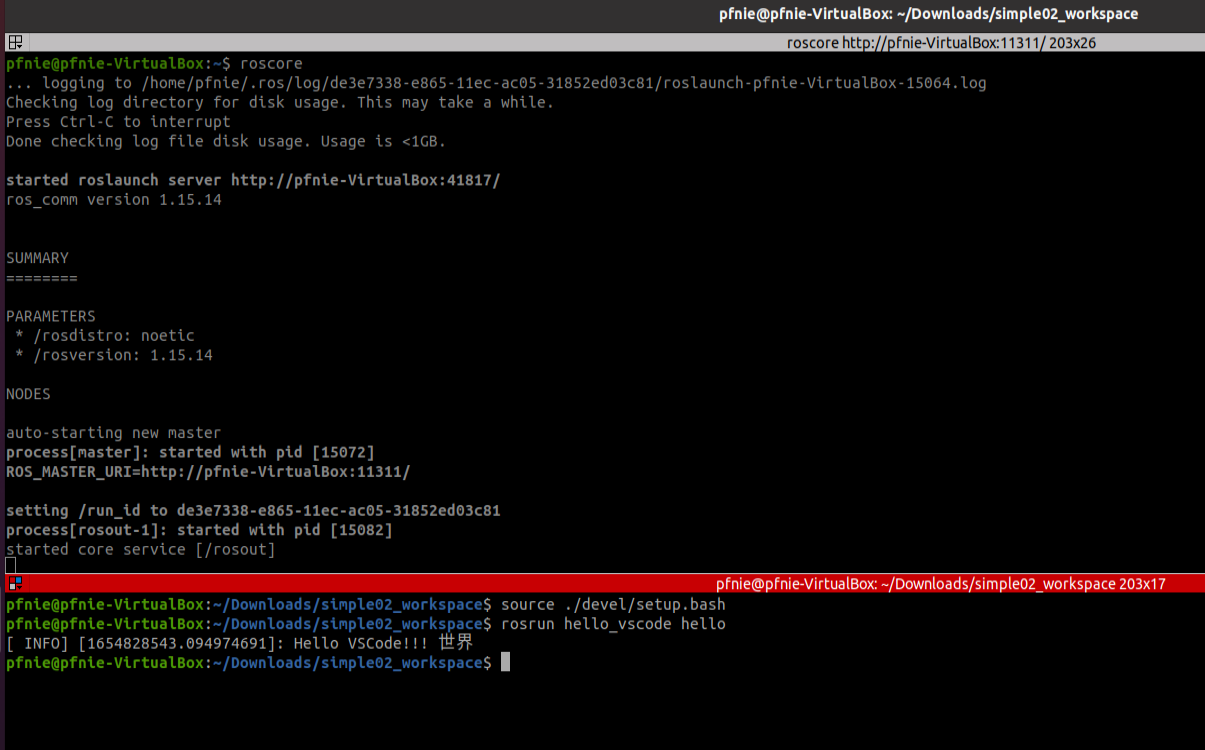 pfnie@pfnie-VirtualBox: ~/Downloads/simple02_workspace
roscore http://pfnie-VirtualBox:11311/ 203x26
pfnie@pfnie-VirtualBox:~$ roscore
... logging to /home/pfnie/.ros/log/de3e7338-e865-11ec-ac05-31852ed03c81/roslaunch-pfnie-VirtualBox-15064.log
Checking log directory for disk usage. This may take a while.
Press Ctrl-C to interrupt
Done checking log file disk usage. Usage is <1GB.
started roslaunch server http://pfnie-VirtualBox:41817/
ros_comm version 1.15.14
SUMMARY
========
PARAMETERS
* /rosdistro: noetic
* /rosversion: 1.15.14
NODES
auto-starting new master
process[master]: started with pid [15072]
ROS_MASTER_URI=http://pfnie-VirtualBox:11311/
setting /run_id to de3e7338-e865-11ec-ac05-31852ed03c81
process[rosout-1]: started with pid [15082]
started core service [/rosout]
pfnie@pfnie-VirtualBox: ~/Downloads/simple02_workspace 203x17
pfnie@pfnie-VirtualBox:~/Downloads/simple02_workspace$ source ./devel/setup.bash
pfnie@pfnie-VirtualBox:~/Downloads/simple02_workspace$ rosrun hello_vscode hello
[ INFO] [1654828543.094974691]: Hello VSCode!!! 世界
pfnie@pfnie-VirtualBox:~/Downloads/simple02_workspace$